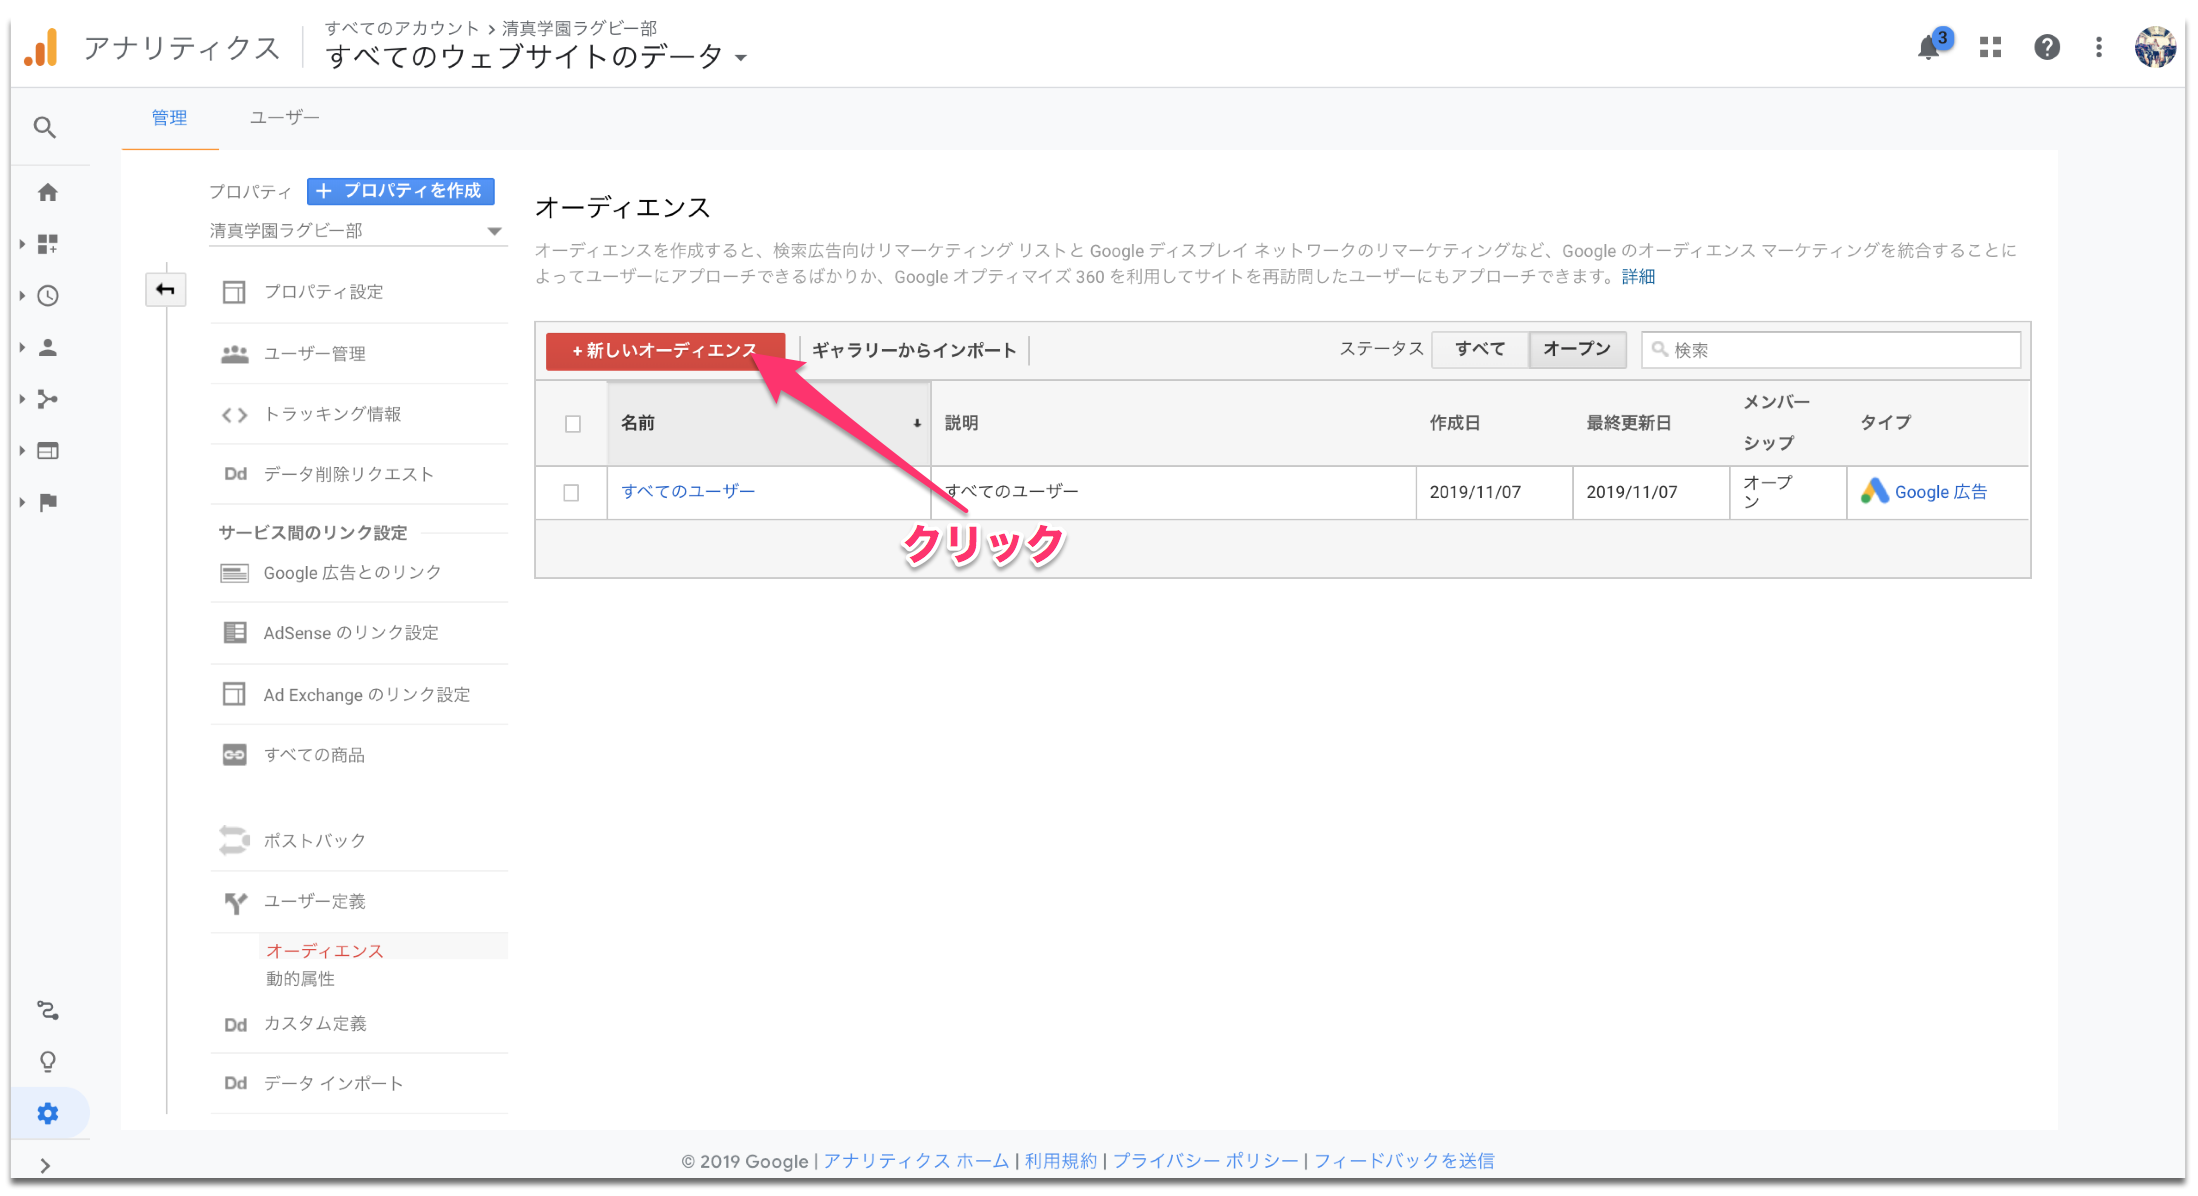 アナリティクス
すべてのアカウント > 清真学園ラグビー部
すべてのウェブサイトのデータ
3
管理
ユーザー
プロパティ
+ プロパティを作成
清真学園ラグビー部
プロパティ設定
ユーザー管理
<> トラッキング情報
Dd データ削除リクエスト
サービス間のリンク設定
Google 広告とのリンク
AdSense のリンク設定
Ad Exchange のリンク設定
すべての商品
ポストバック
ユーザー定義
オーディエンス
動的属性
Dd カスタム定義
Dd データ インポート
オーディエンス
オーディエンスを作成すると、検索広告向けリマーケティング リストと Google ディスプレイ ネットワークのリマーケティングなど、Google のオーディエンス マーケティングを統合することに
よってユーザーにアプローチできるばかりか、Google オプティマイズ 360 を利用してサイトを再訪問したユーザーにもアプローチできます。詳細
+ 新しいオーディエンス
ギャラリーからインポート
ステータス
すべて
オープン
検索
名前
説明
作成日
最終更新日
メンバー
シップ
タイプ
すべてのユーザー
すべてのユーザー
2019/11/07
2019/11/07
オープ
ン
Google 広告
クリック
© 2019 Google | アナリティクス ホーム | 利用規約 | プライバシー ポリシー | フィードバックを送信